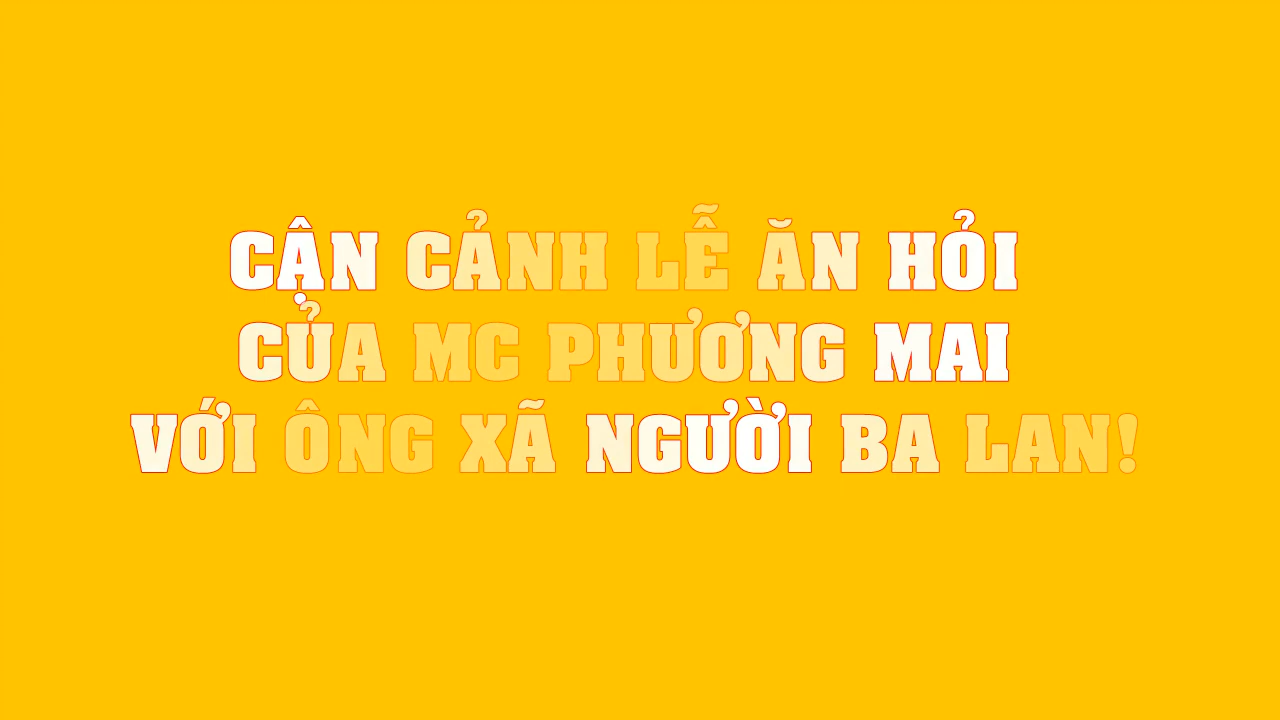 CẬN CẢNH LỄ ĂN HỎI
CỦA MC PHƯƠNG MAI
VỚI ÔNG XÃ NGƯỜI BA LAN!